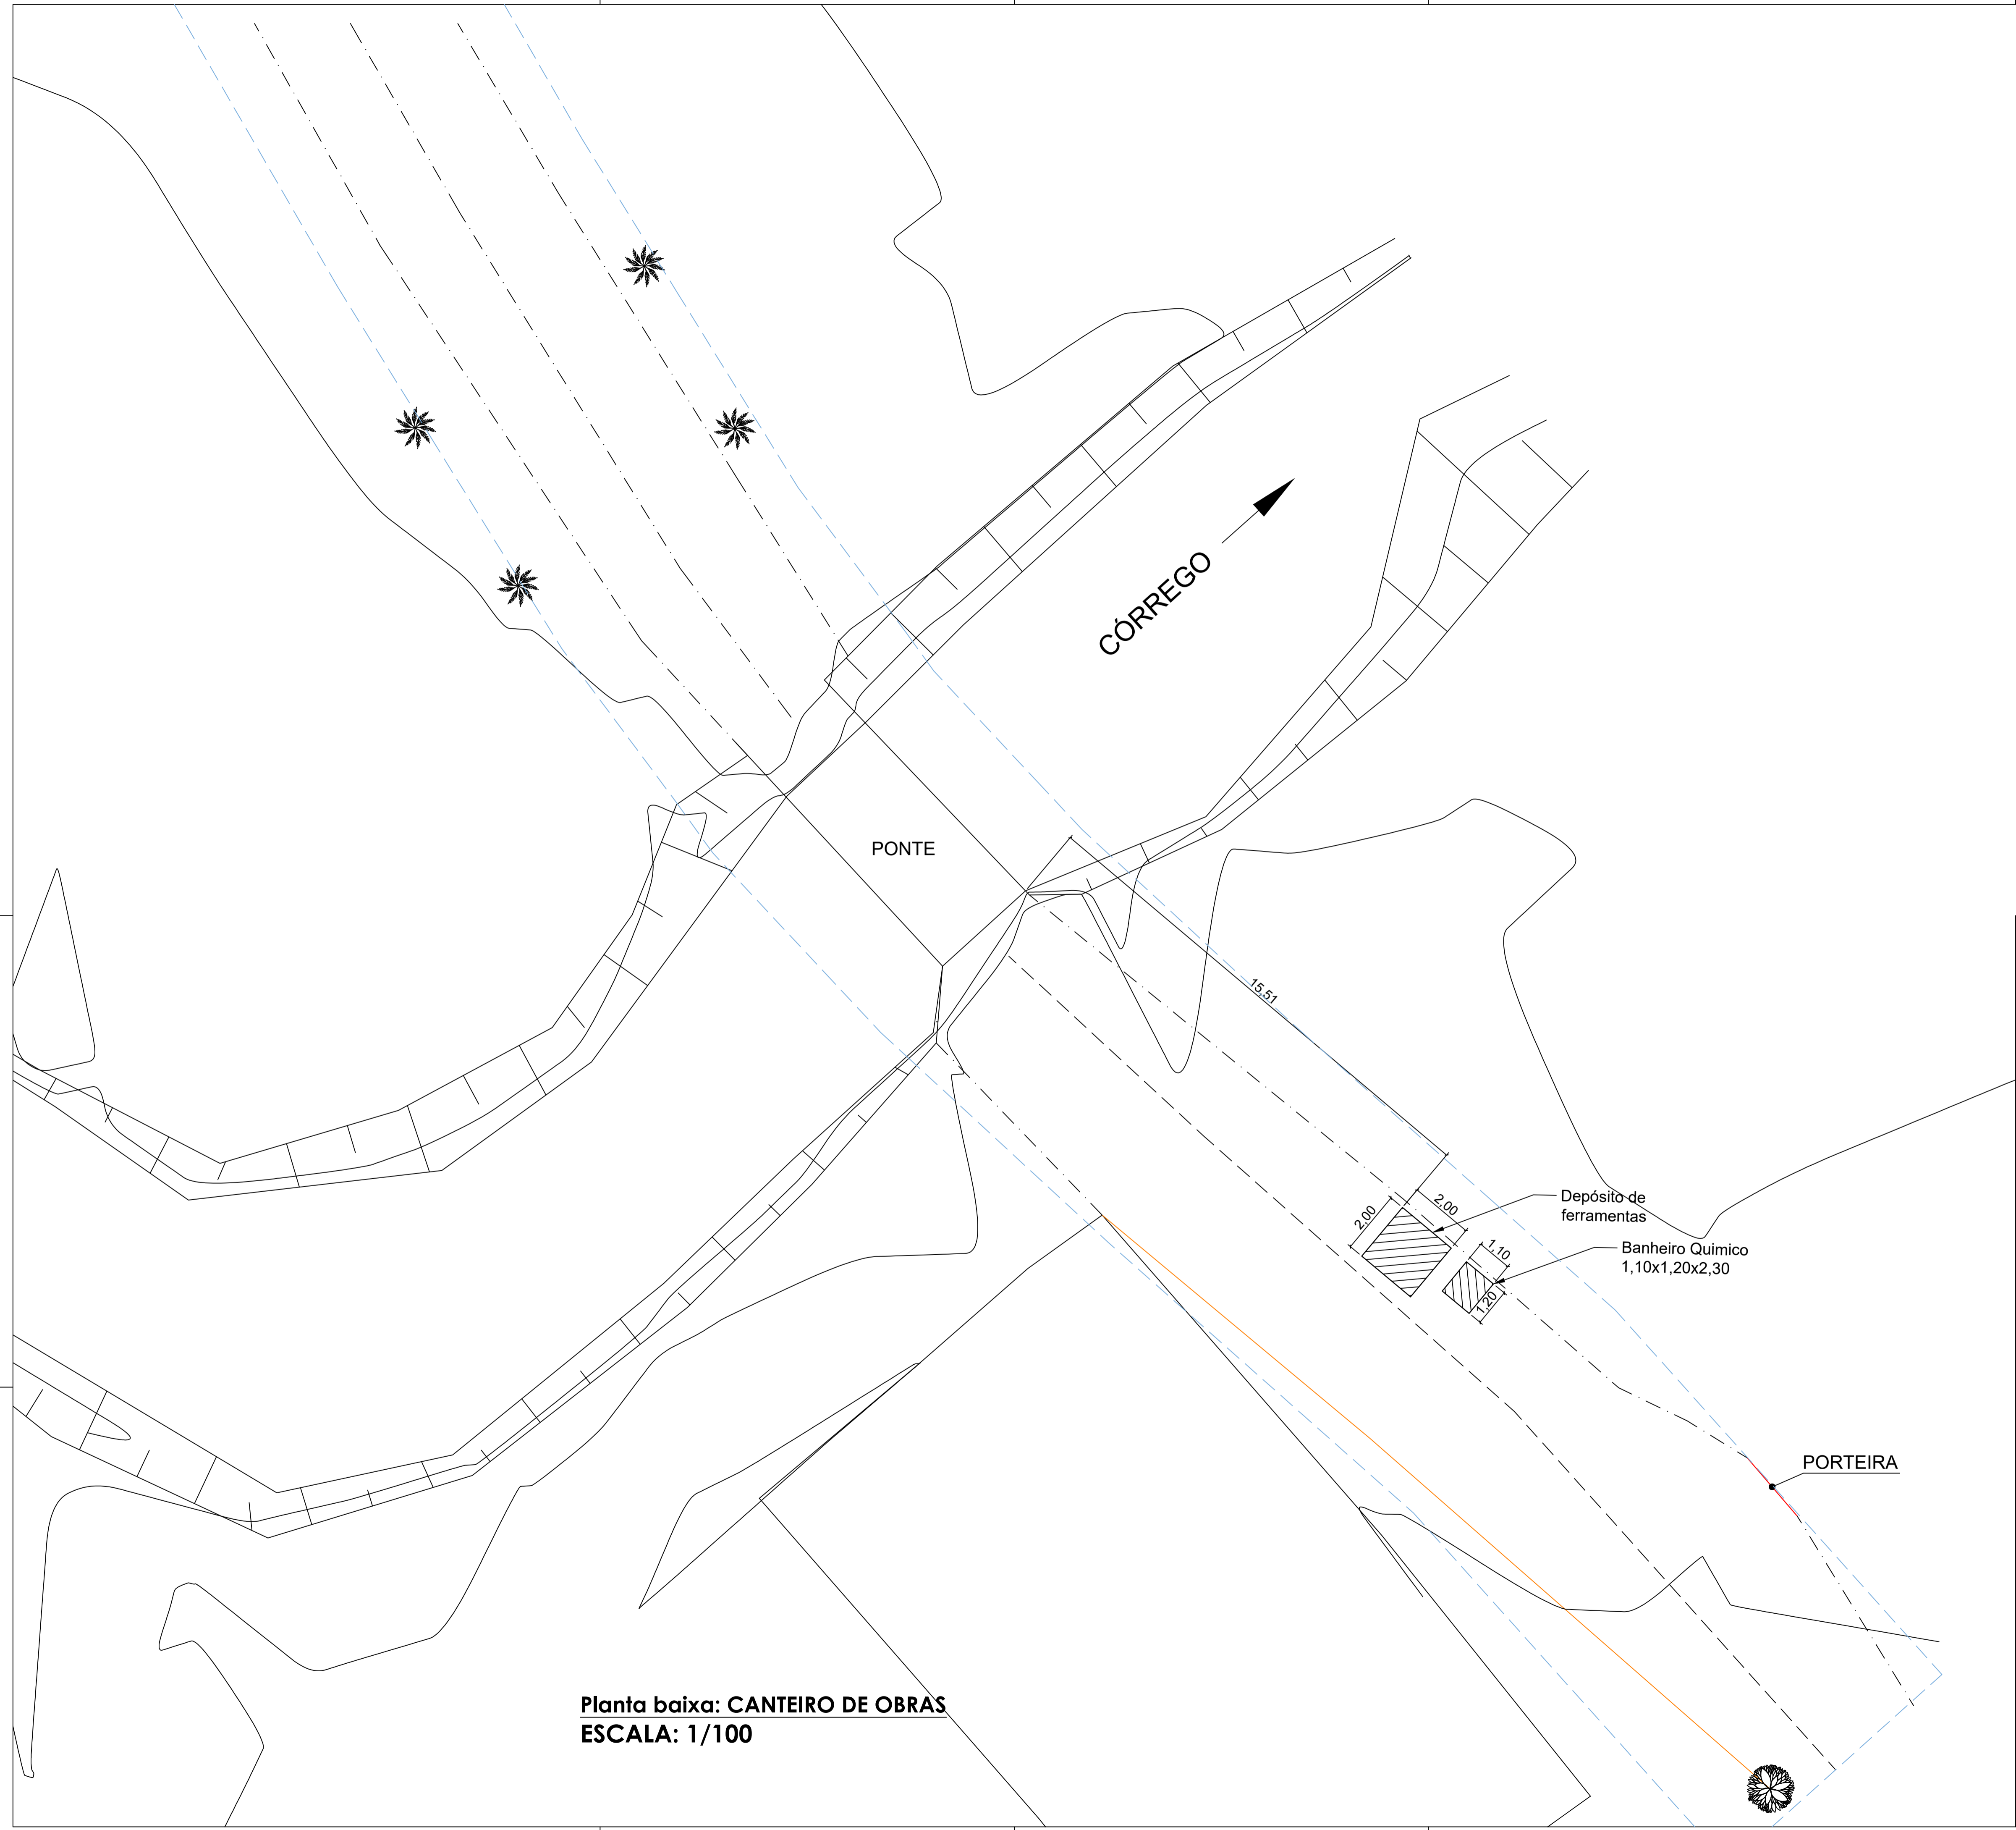 CÓRREGO
PONTE
15,51
2,00
2,00
Depósito de
ferramentas
1,10
Banheiro Quimico
1,10x1,20x2,30
1,20
PORTEIRA
Planta baixa: CANTEIRO DE OBRAS
ESCALA: 1/100